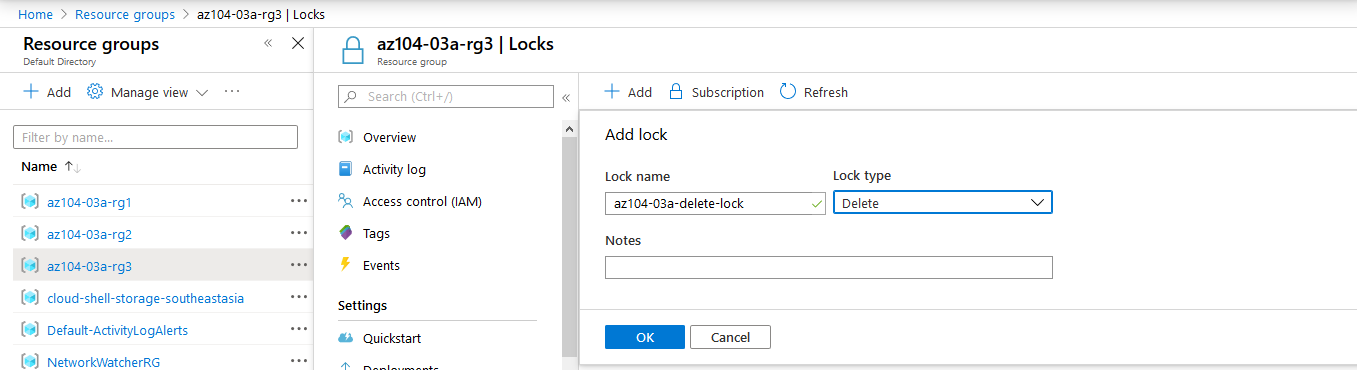 Home > Resource groups > az104-03a-rg3 | Locks
Resource groups
Default Directory
+ Add Manage view ...
Filter by name...
Name
az104-03a-rg1 ...
az104-03a-rg2 ...
az104-03a-rg3 ...
cloud-shell-storage-southeastasia ...
Default-ActivityLogAlerts ...
NetworkWatcherRG ...
az104-03a-rg3 | Locks
Resource group
Search (Ctrl+/)
Overview
Activity log
Access control (IAM)
Tags
Events
Settings
Quickstart
Deployments
+ Add Subscription Refresh
Add lock
Lock name Lock type
az104-03a-delete-lock Delete
Notes
OK Cancel